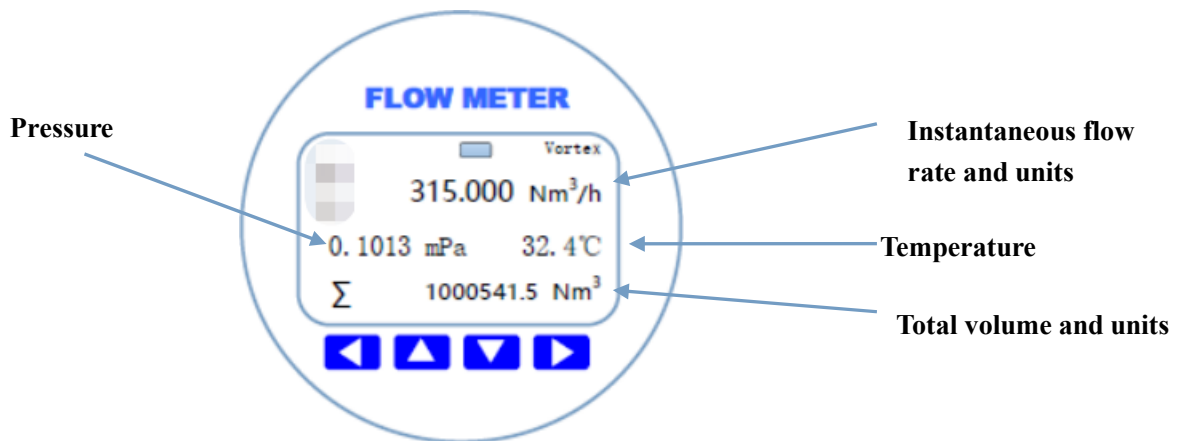 FLOW METER
Pressure
Vortex
Instantaneous flow
rate and units
315.000 Nm³/h
0.1013 mPa 32.4℃
Temperature
Σ 1000541.5 Nm³
Total volume and units